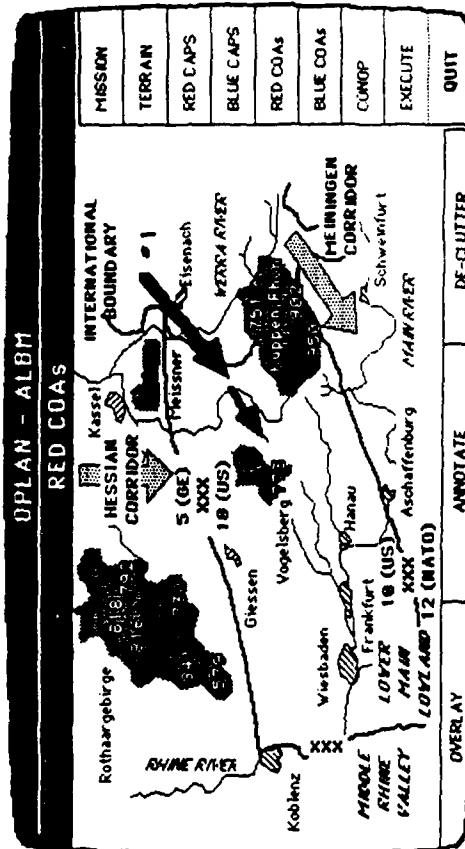 OPLAN - ALBM
RED COAs
Rothaargebirge
HESSIAN
CORRIDOR
Kassel
INTERNATIONAL
BOUNDARY
#1
Meissner
Eisenach
WERRA RIVER
5 (GE)
XXX
18 (US)
Giessen
Vogelsberg
MEININGEN
CORRIDOR
Schweinfurt
RHINE RIVER
Koblenz
XXX
Wiesbaden
Frankfurt
Hanau
Aschaffenburg
MAIN RIVER
MIDDLE
RHINE
VALLEY
LOWER
MAIN
LOWLAND
18 (US)
XXX
12 (NATO)
MISSION
TERRAIN
RED CAPS
BLUE CAPS
RED COAs
BLUE COAs
CONOP
EXECUTE
QUIT
OVERLAY
ANNOTATE
DE-CLUTTER